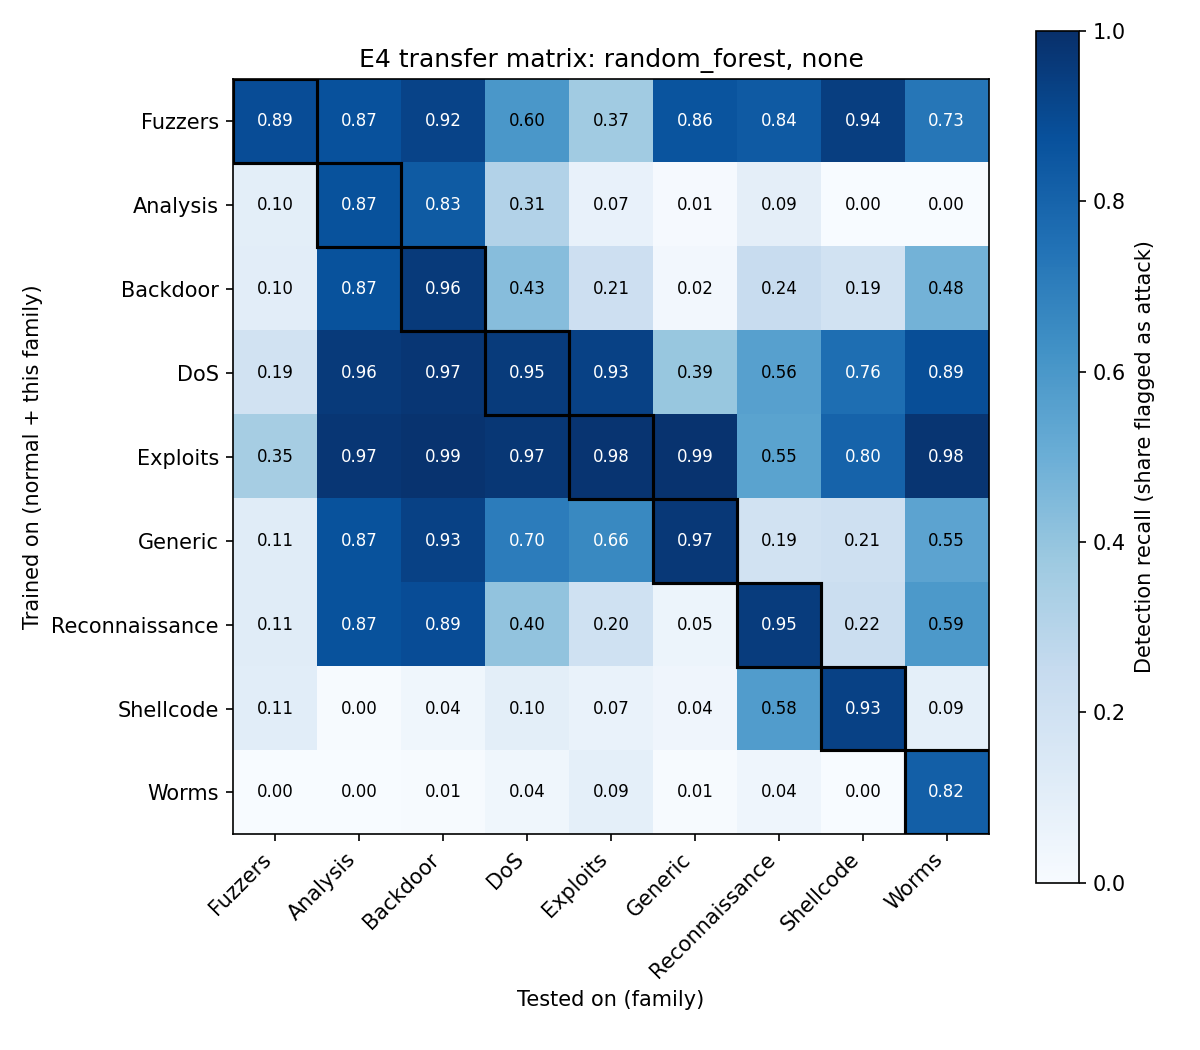 E4 transfer matrix: random_forest, none
Trained on (normal + this family)
Fuzzers 0.89 0.87 0.92 0.60 0.37 0.86 0.84 0.94 0.73
Analysis 0.10 0.87 0.83 0.31 0.07 0.01 0.09 0.00 0.00
Backdoor 0.10 0.87 0.96 0.43 0.21 0.02 0.24 0.19 0.48
DoS 0.19 0.96 0.97 0.95 0.93 0.39 0.56 0.76 0.89
Exploits 0.35 0.97 0.99 0.97 0.98 0.99 0.55 0.80 0.98
Generic 0.11 0.87 0.93 0.70 0.66 0.97 0.19 0.21 0.55
Reconnaissance 0.11 0.87 0.89 0.40 0.20 0.05 0.95 0.22 0.59
Shellcode 0.11 0.00 0.04 0.10 0.07 0.04 0.58 0.93 0.09
Worms 0.00 0.00 0.01 0.04 0.09 0.01 0.04 0.00 0.82
Fuzzers Analysis Backdoor DoS Exploits Generic Reconnaissance Shellcode Worms
Tested on (family)
1.0
0.8
0.6
0.4
0.2
0.0
Detection recall (share flagged as attack)